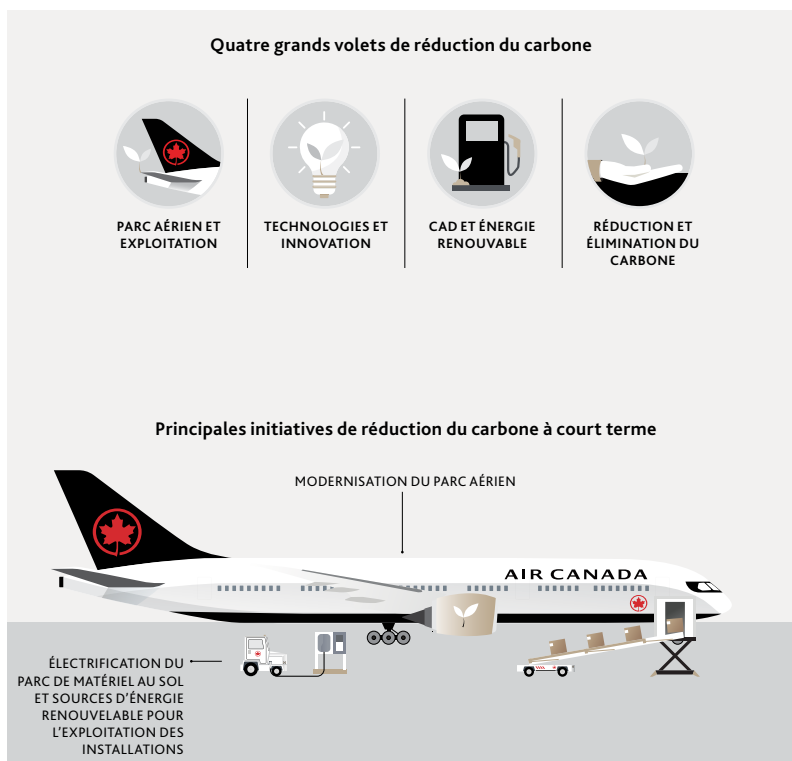 Quatre grands volets de réduction du carbone
PARC AÉRIEN ET
EXPLOITATION
TECHNOLOGIES ET
INNOVATION
CAD ET ÉNERGIE
RENOUVABLE
RÉDUCTION ET
ÉLIMINATION DU
CARBONE
Principales initiatives de réduction du carbone à court terme
MODERNISATION DU PARC AÉRIEN
AIR CANADA
ÉLECTRIFICATION DU
PARC DE MATÉRIEL AU SOL
ET SOURCES D'ÉNERGIE
RENOUVELABLE POUR
L'EXPLOITATION DES
INSTALLATIONS